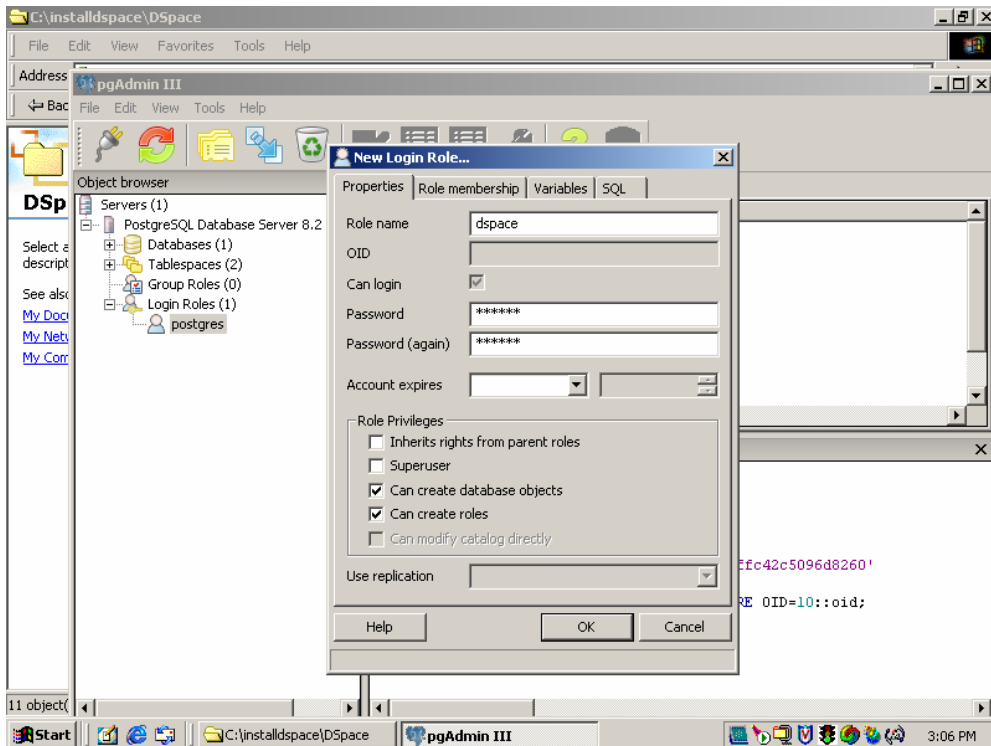 C:\installdspace\DSpace
File Edit View Favorites Tools Help
Address
Bac
pgAdmin III
File Edit View Tools Help
Object browser
Servers (1)
PostgreSQL Database Server 8.2
Databases (1)
Tablespaces (2)
Group Roles (0)
Login Roles (1)
postgres
DSp
Select a
descript
See also
My Docu
My Netw
My Com
New Login Role...
Properties Role membership Variables SQL
Role name dspace
OID
Can login
Password ******
Password (again) ******
Account expires
Role Privileges
Inherits rights from parent roles
Superuser
Can create database objects
Can create roles
Can modify catalog directly
Use replication
Help OK Cancel
ffc42c5096d8260'
RE OID=10::oid;
11 object(
Start C:\installdspace\DSpace pgAdmin III 3:06 PM